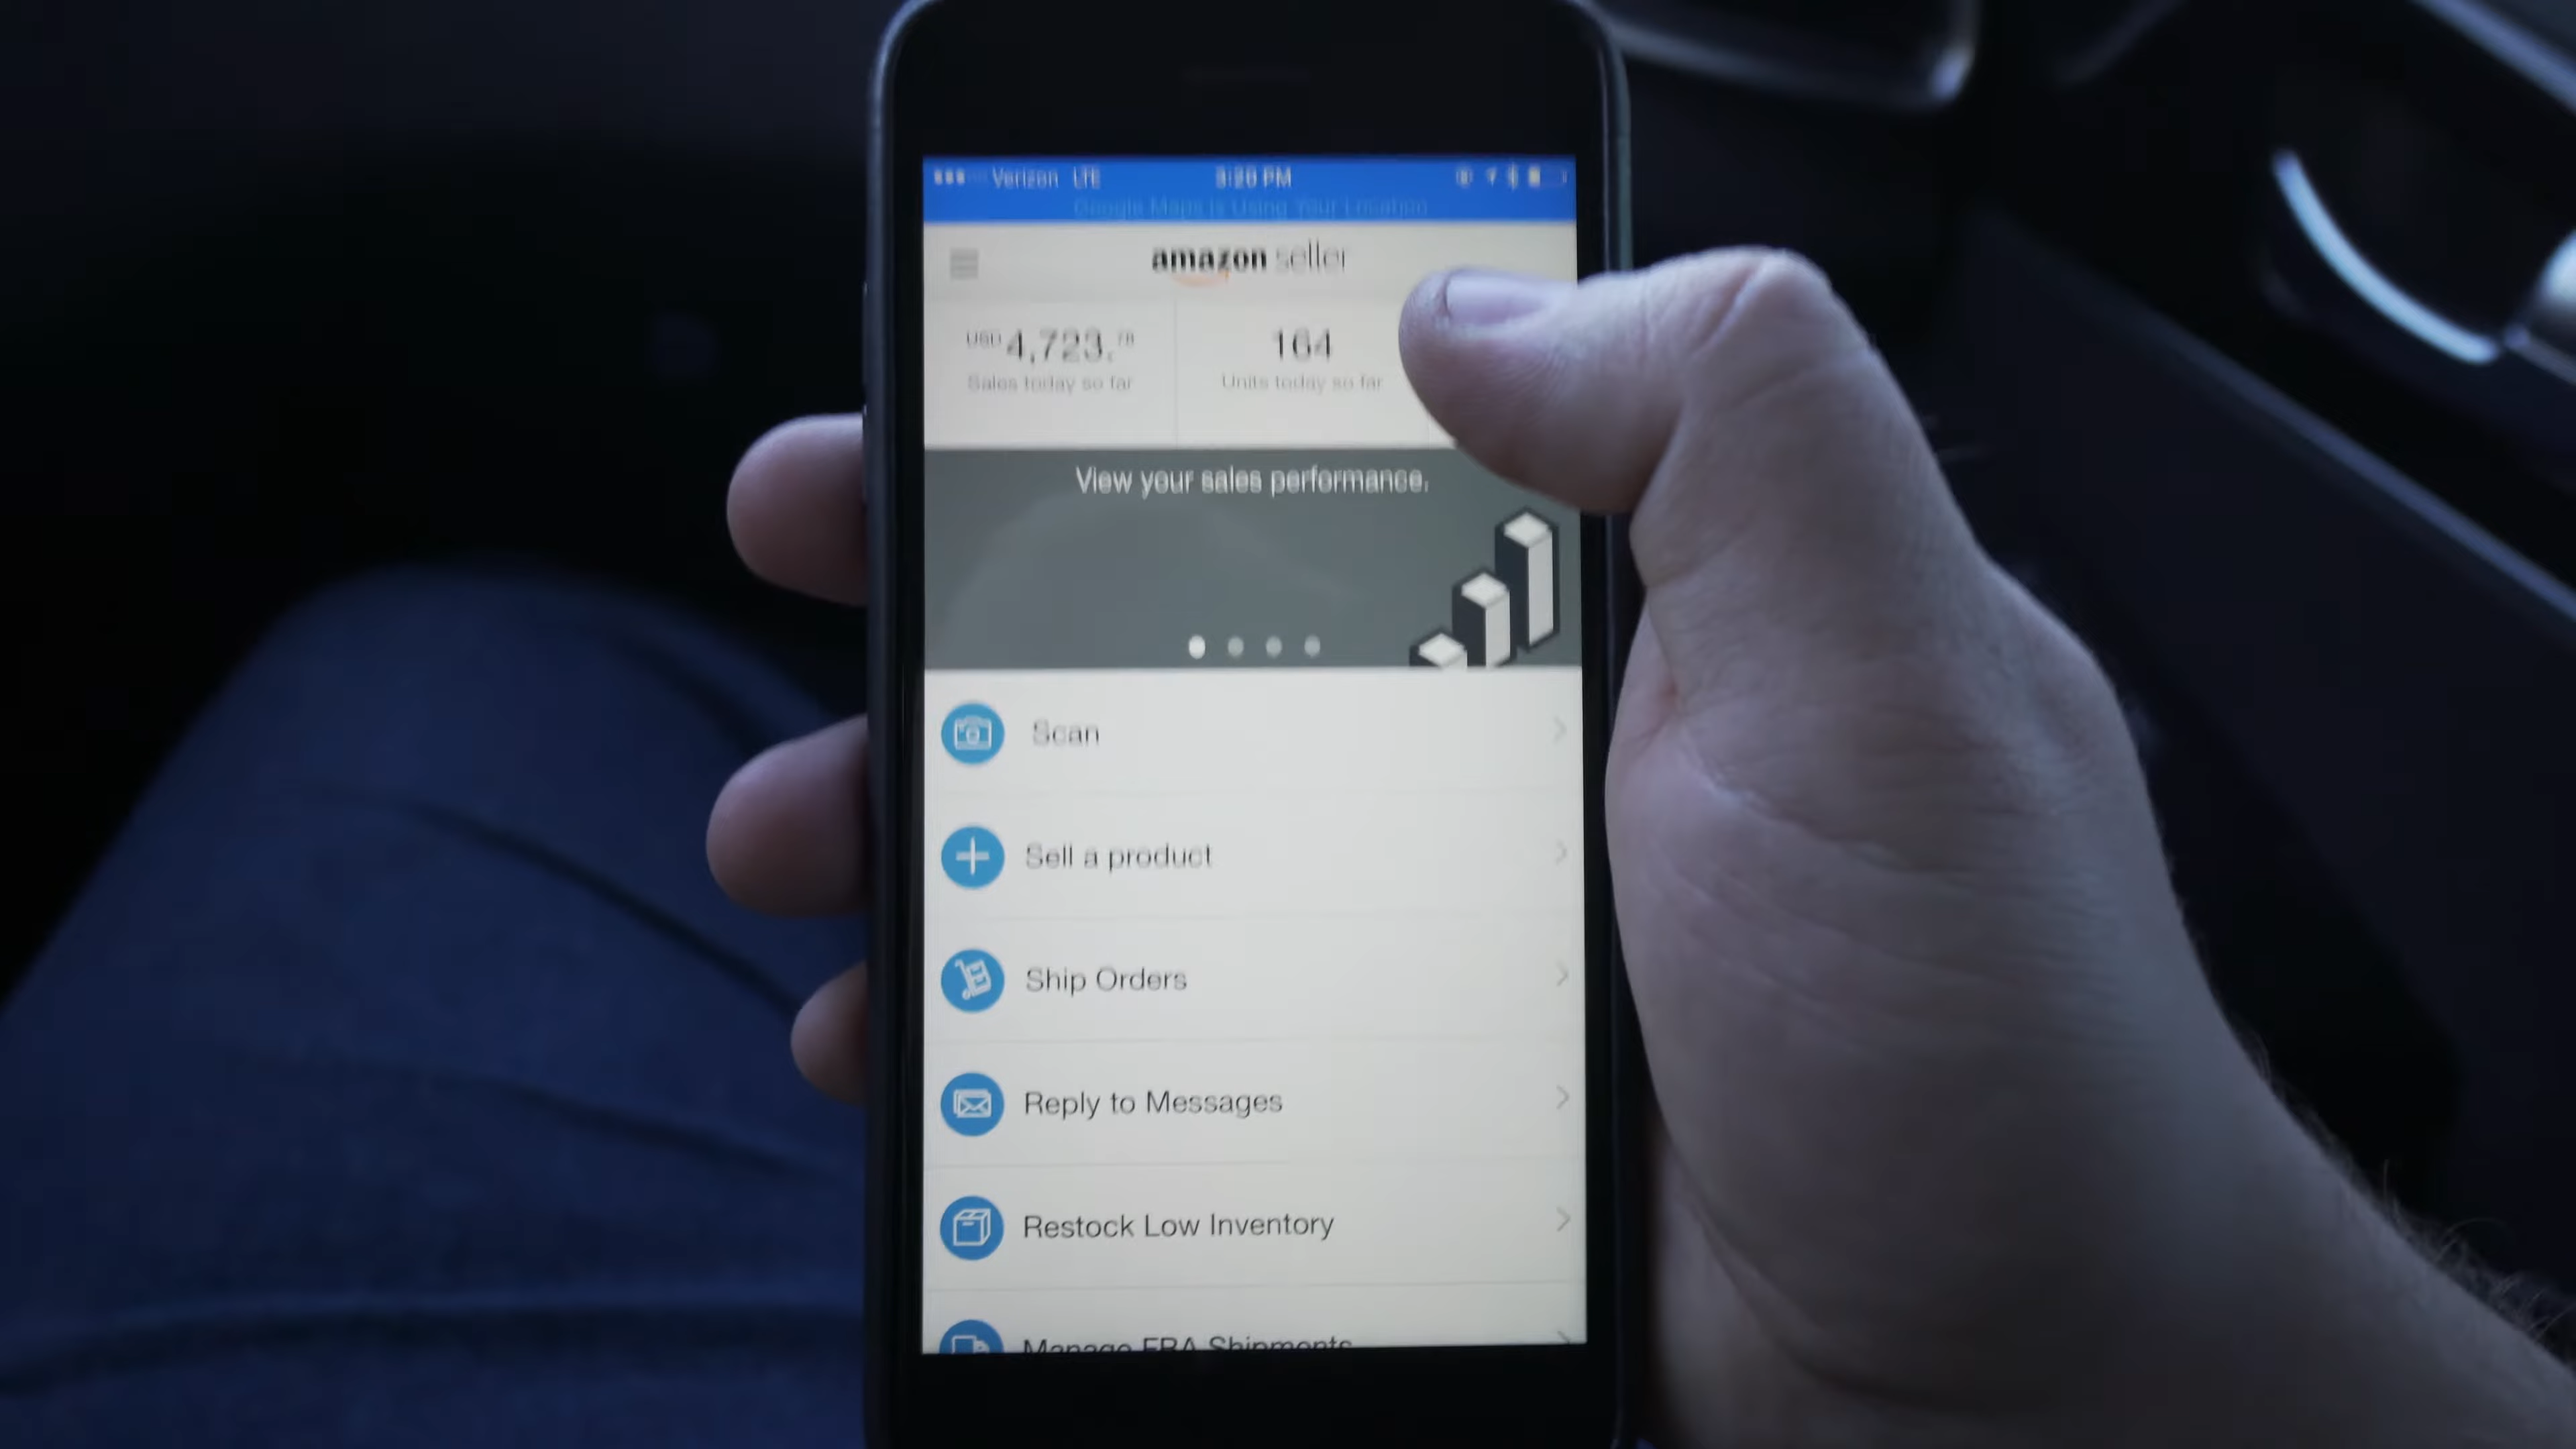 Verizon LTE
3:20 PM
Google Maps is Using Your Location
amazon seller
USD 4,723.78
164
Sales today so far
Units today so far
View your sales performance.
Scan
Sell a product
Ship Orders
Reply to Messages
Restock Low Inventory
Manage FBA Shipments